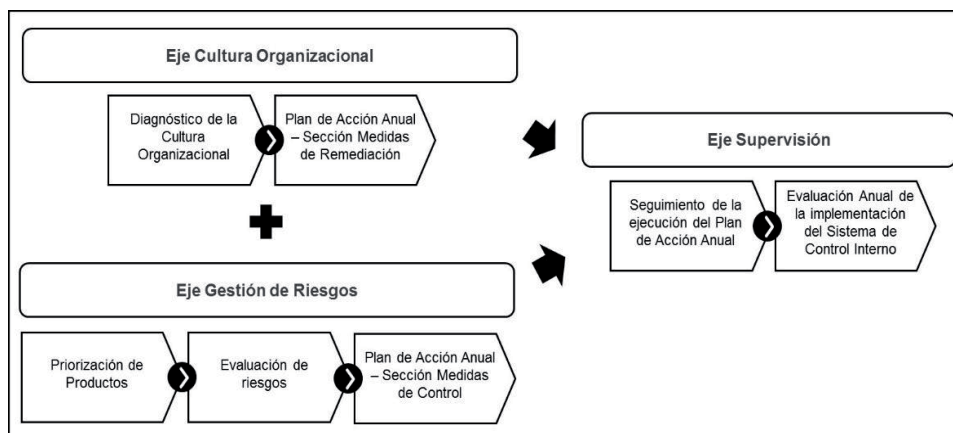 Eje Cultura Organizacional
Diagnóstico de la
Cultura
Organizacional
Plan de Acción Anual
– Sección Medidas
de Remediación
Eje Gestión de Riesgos
Priorización de
Productos
Evaluación de
riesgos
Plan de Acción Anual
– Sección Medidas
de Control
Eje Supervisión
Seguimiento de la
ejecución del Plan
de Acción Anual
Evaluación Anual de
la implementación
del Sistema de
Control Interno